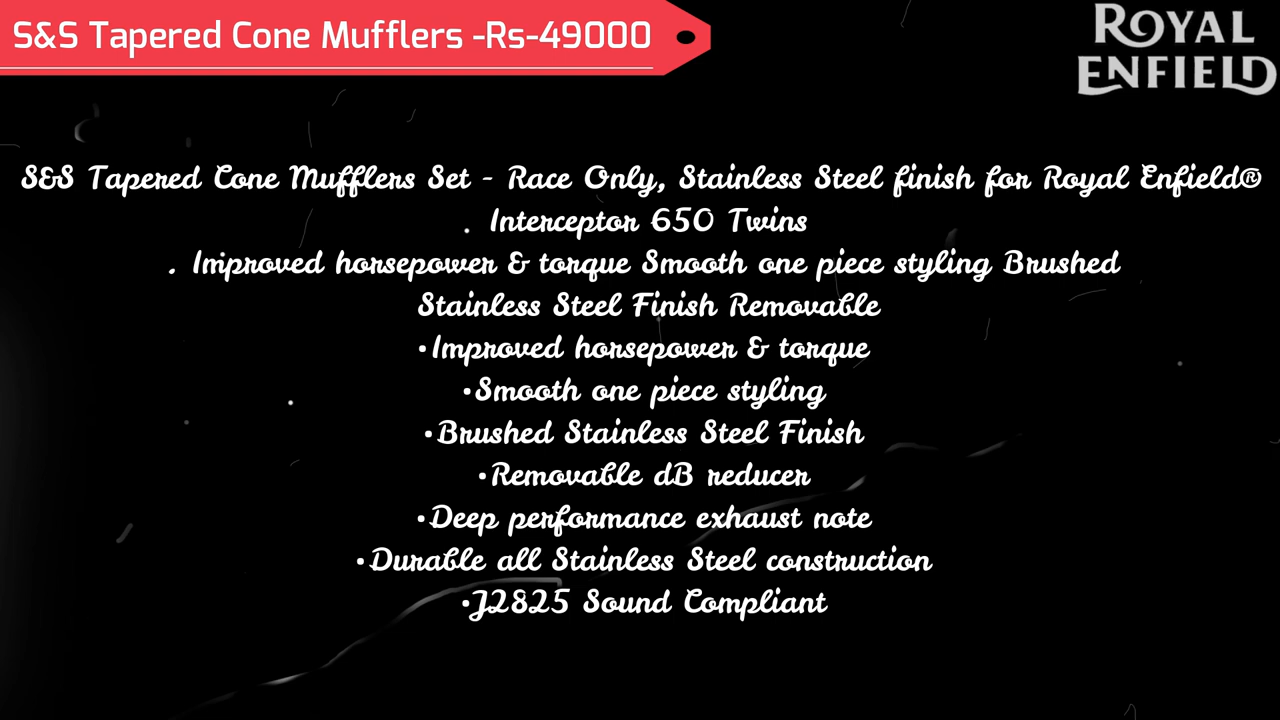 S&S Tapered Cone Mufflers -Rs-49000
ROYAL
ENFIELD
S&S Tapered Cone Mufflers Set - Race Only, Stainless Steel finish for Royal Enfield®
. Interceptor 650 Twins
. Improved horsepower & torque Smooth one piece styling Brushed
Stainless Steel Finish Removable
•Improved horsepower & torque
•Smooth one piece styling
•Brushed Stainless Steel Finish
•Removable dB reducer
•Deep performance exhaust note
•Durable all Stainless Steel construction
•J2825 Sound Compliant